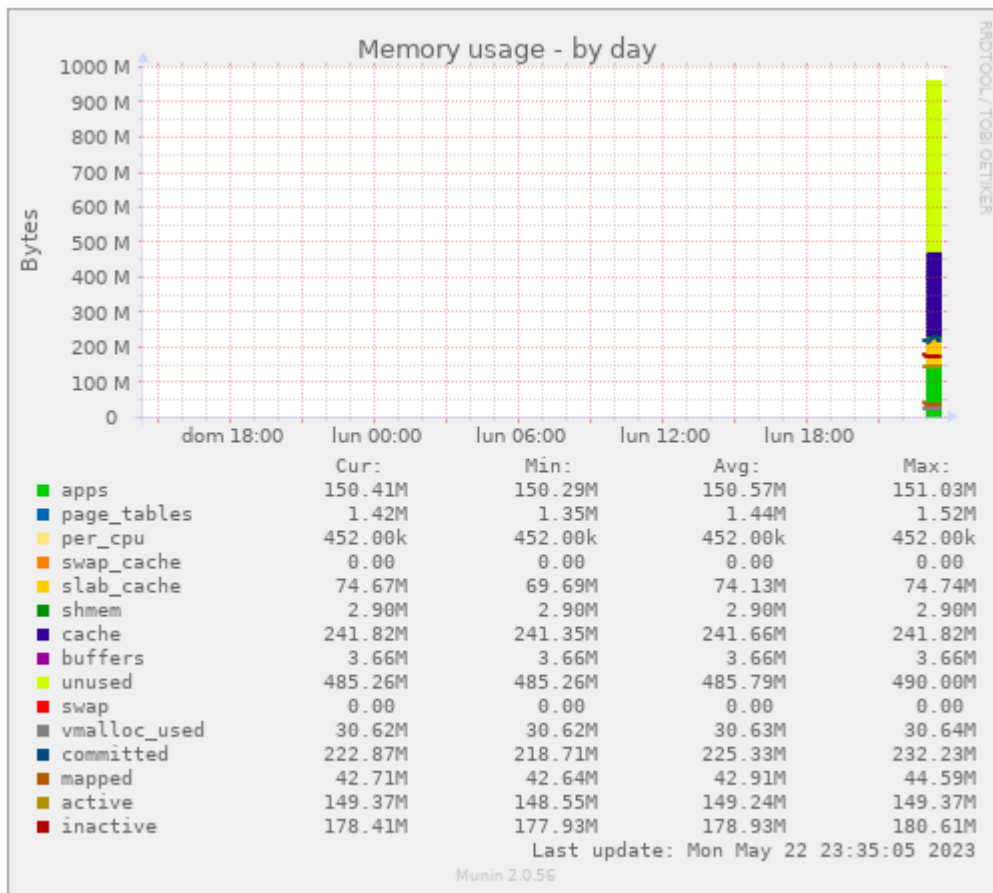 Memory usage - by day
RRDTOOL / TOBI OETIKER
Bytes
1000 M
900 M
800 M
700 M
600 M
500 M
400 M
300 M
200 M
100 M
0
dom 18:00 lun 00:00 lun 06:00 lun 12:00 lun 18:00
Cur: Min: Avg: Max:
apps 150.41M 150.29M 150.57M 151.03M
page_tables 1.42M 1.35M 1.44M 1.52M
per_cpu 452.00k 452.00k 452.00k 452.00k
swap_cache 0.00 0.00 0.00 0.00
slab_cache 74.67M 69.69M 74.13M 74.74M
shmem 2.90M 2.90M 2.90M 2.90M
cache 241.82M 241.35M 241.66M 241.82M
buffers 3.66M 3.66M 3.66M 3.66M
unused 485.26M 485.26M 485.79M 490.00M
swap 0.00 0.00 0.00 0.00
vmalloc_used 30.62M 30.62M 30.63M 30.64M
committed 222.87M 218.71M 225.33M 232.23M
mapped 42.71M 42.64M 42.91M 44.59M
active 149.37M 148.55M 149.24M 149.37M
inactive 178.41M 177.93M 178.93M 180.61M
Last update: Mon May 22 23:35:05 2023
Munin 2.0.56